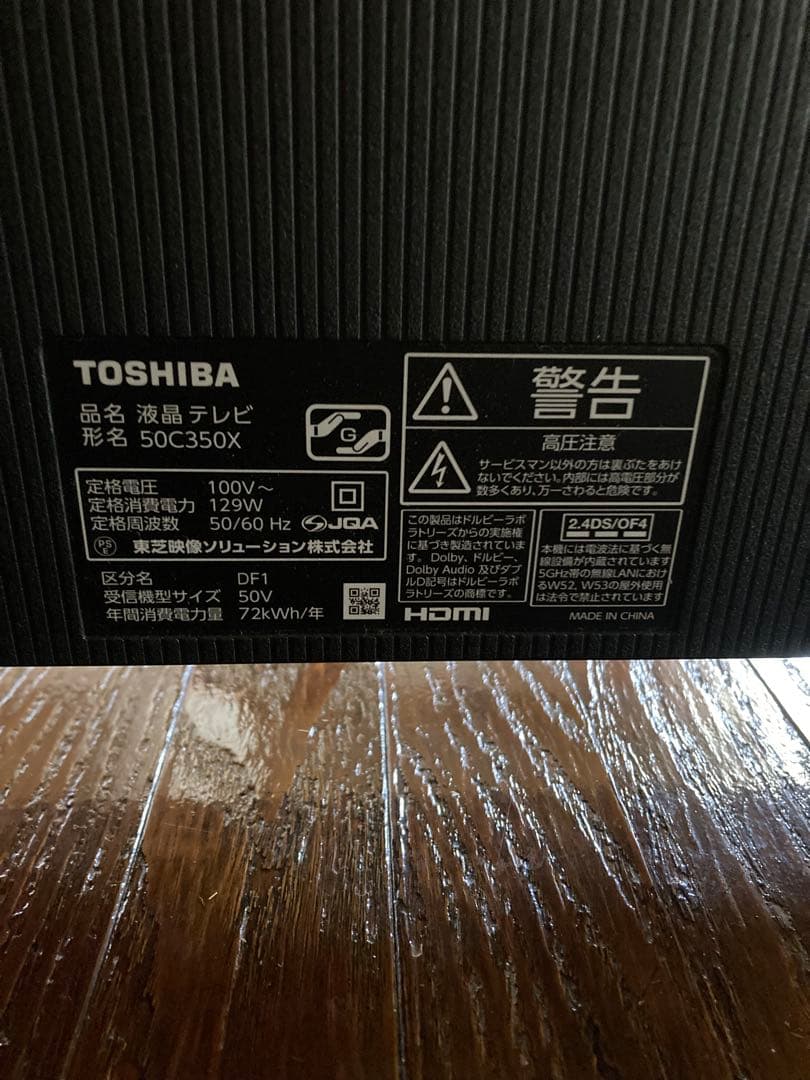 TOSHIBA
品名 液晶テレビ
形名 50C350X
G
定格電圧 100V～
定格消費電力 129W
定格周波数 50/60 Hz
JQA
PSE 東芝映像ソリューション株式会社
区分名 DF1
受信機型サイズ 50V
年間消費電力量 72kWh/年
警告
高圧注意
サービスマン以外の方は裏ぶたをあけ
ないでください。内部には高電圧部分が
数多くあり、万一さわると危険です。
この製品はドルビーラボ
ラトリーズからの実施権
に基づき製造されていま
す。Dolby、ドルビー、
Dolby Audio 及びダブ
ルD記号はドルビーラボ
ラトリーズの商標です。
2.4DS/OF4
本機には電波法に基づく無
線設備が内蔵されています
5GHz帯の無線LANにおけ
るW52、W53の屋外使用
は法令で禁止されています
HDMI
MADE IN CHINA